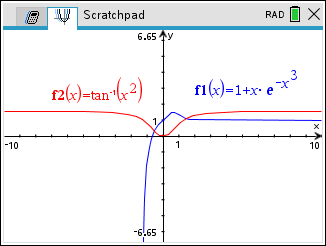 Scratchpad RAD
6.65 y
f2(x)=tan⁻¹(x²) f1(x)=1+x· e^(−x³)
1
x
-10 1 10
-6.65